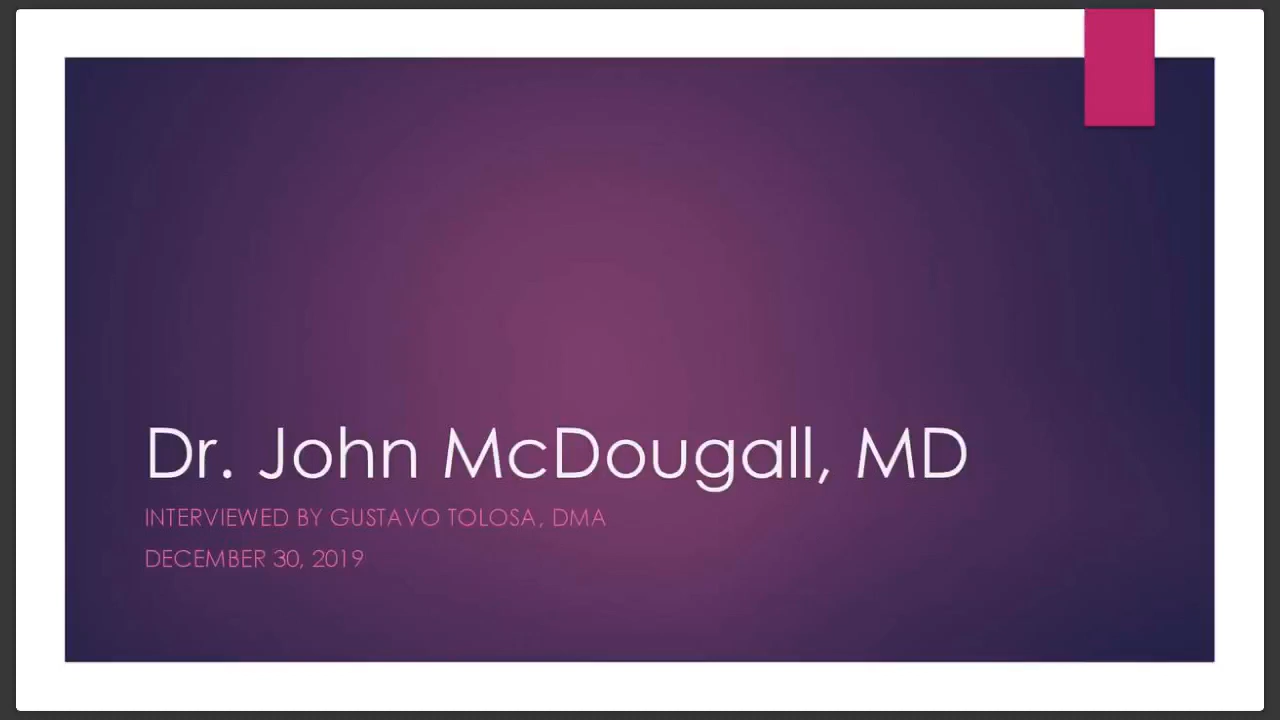 Dr. John McDougall, MD
INTERVIEWED BY GUSTAVO TOLOSA, DMA
DECEMBER 30, 2019